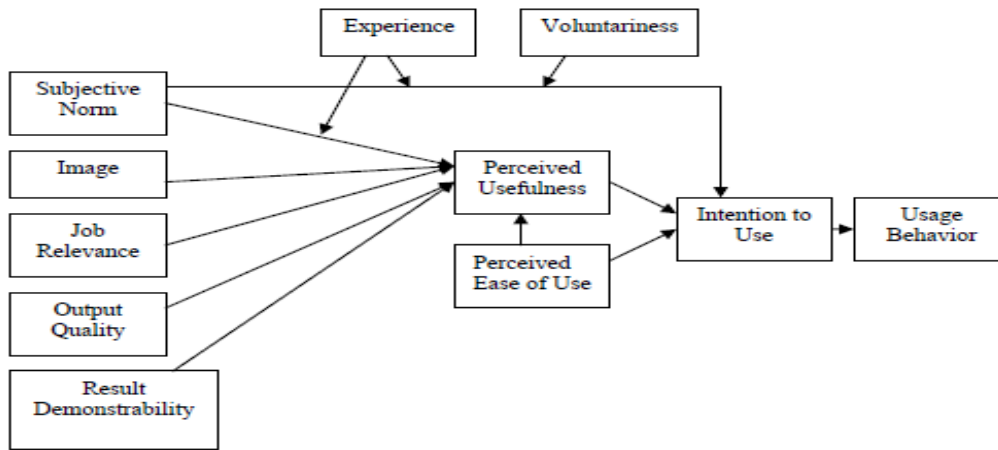 Experience
Voluntariness
Subjective
Norm
Image
Job
Relevance
Output
Quality
Result
Demonstrability
Perceived
Usefulness
Perceived
Ease of Use
Intention to
Use
Usage
Behavior